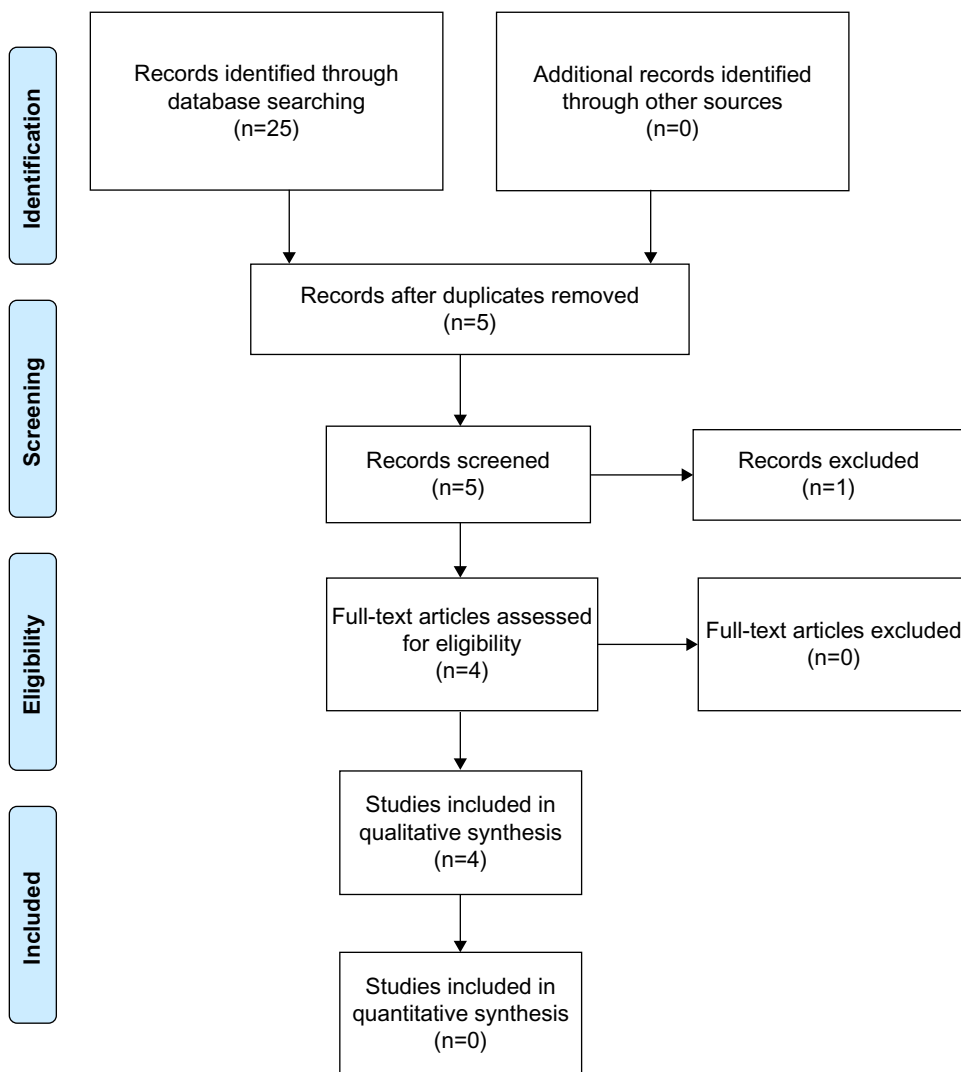 Identification
Records identified through
database searching
(n=25)
Additional records identified
through other sources
(n=0)
Records after duplicates removed
(n=5)
Screening
Records screened
(n=5)
Records excluded
(n=1)
Eligibility
Full-text articles assessed
for eligibility
(n=4)
Full-text articles excluded
(n=0)
Included
Studies included in
qualitative synthesis
(n=4)
Studies included in
quantitative synthesis
(n=0)